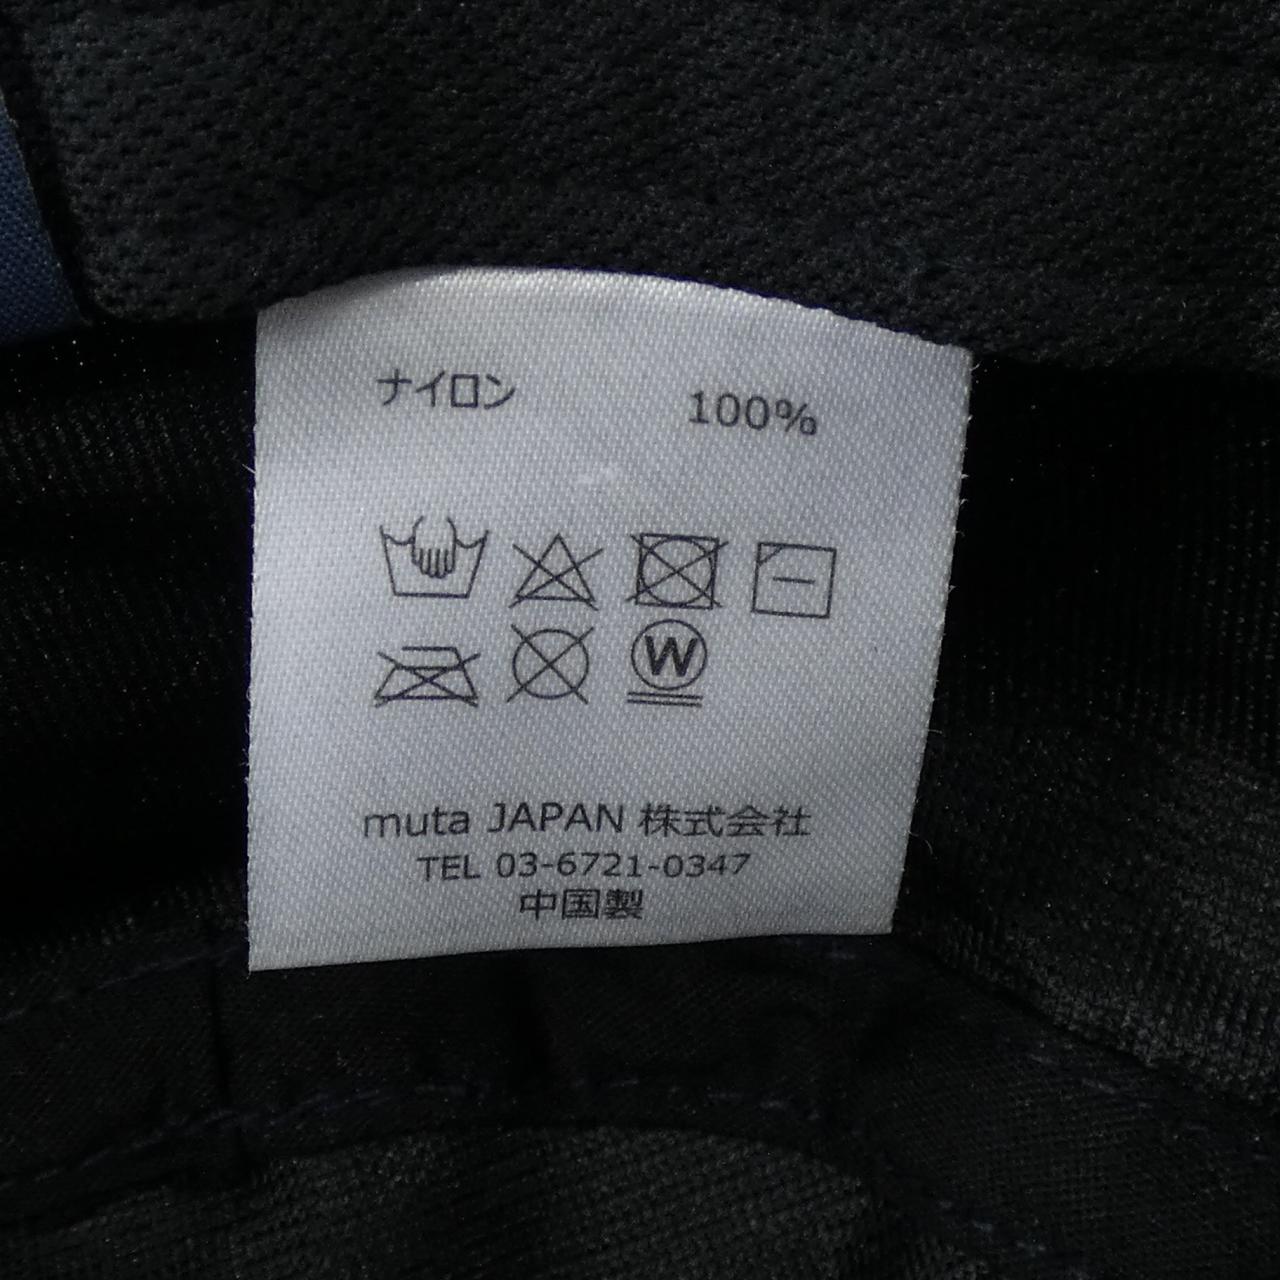 ナイロン 100%
W
muta JAPAN 株式会社
TEL 03-6721-0347
中国製